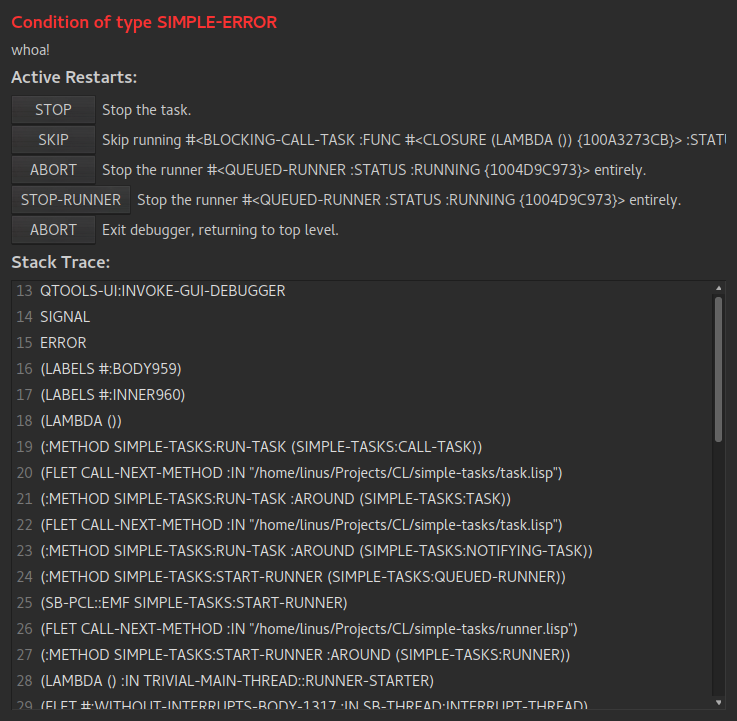 Condition of type SIMPLE-ERROR
whoa!
Active Restarts:
STOP Stop the task.
SKIP Skip running #<BLOCKING-CALL-TASK :FUNC #<CLOSURE (LAMBDA ()) {100A3273CB}> :STATU
ABORT Stop the runner #<QUEUED-RUNNER :STATUS :RUNNING {1004D9C973}> entirely.
STOP-RUNNER Stop the runner #<QUEUED-RUNNER :STATUS :RUNNING {1004D9C973}> entirely.
ABORT Exit debugger, returning to top level.
Stack Trace:
13 QTOOLS-UI:INVOKE-GUI-DEBUGGER
14 SIGNAL
15 ERROR
16 (LABELS #:BODY959)
17 (LABELS #:INNER960)
18 (LAMBDA ())
19 (:METHOD SIMPLE-TASKS:RUN-TASK (SIMPLE-TASKS:CALL-TASK))
20 (FLET CALL-NEXT-METHOD :IN "/home/linus/Projects/CL/simple-tasks/task.lisp")
21 (:METHOD SIMPLE-TASKS:RUN-TASK :AROUND (SIMPLE-TASKS:TASK))
22 (FLET CALL-NEXT-METHOD :IN "/home/linus/Projects/CL/simple-tasks/task.lisp")
23 (:METHOD SIMPLE-TASKS:RUN-TASK :AROUND (SIMPLE-TASKS:NOTIFYING-TASK))
24 (:METHOD SIMPLE-TASKS:START-RUNNER (SIMPLE-TASKS:QUEUED-RUNNER))
25 (SB-PCL::EMF SIMPLE-TASKS:START-RUNNER)
26 (FLET CALL-NEXT-METHOD :IN "/home/linus/Projects/CL/simple-tasks/runner.lisp")
27 (:METHOD SIMPLE-TASKS:START-RUNNER :AROUND (SIMPLE-TASKS:RUNNER))
28 (LAMBDA () :IN TRIVIAL-MAIN-THREAD::RUNNER-STARTER)
29 (FLET #:WITHOUT-INTERRUPTS-BODY-1317 :IN SB-THREAD:INTERRUPT-THREAD)